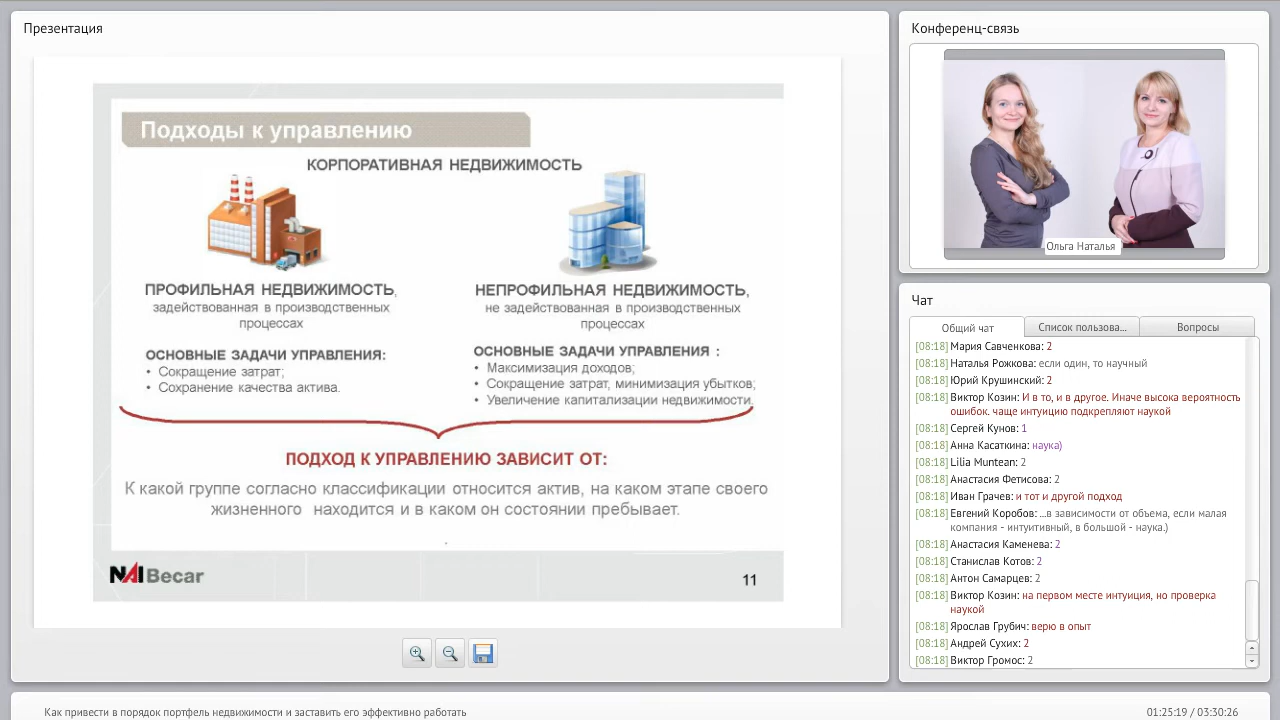 Презентация
Подходы к управлению
КОРПОРАТИВНАЯ НЕДВИЖИМОСТЬ
ПРОФИЛЬНАЯ НЕДВИЖИМОСТЬ,
задействованная в производственных
процессах
ОСНОВНЫЕ ЗАДАЧИ УПРАВЛЕНИЯ:
• Сокращение затрат;
• Сохранение качества актива.
НЕПРОФИЛЬНАЯ НЕДВИЖИМОСТЬ,
не задействованная в производственных
процессах
ОСНОВНЫЕ ЗАДАЧИ УПРАВЛЕНИЯ :
• Максимизация доходов;
• Сокращение затрат, минимизация убытков;
• Увеличение капитализации недвижимости.
ПОДХОД К УПРАВЛЕНИЮ ЗАВИСИТ ОТ:
К какой группе согласно классификации относится актив, на каком этапе своего
жизненного находится и в каком он состоянии пребывает.
NAI Becar
11
Конференц-связь
Ольга Наталья
Чат
Общий чат
Список пользова...
Вопросы
[08:18] Мария Савченкова: 2
[08:18] Наталья Рожкова: если один, то научный
[08:18] Юрий Крушинский: 2
[08:18] Виктор Козин: И в то, и в другое. Иначе высока вероятность
ошибок. чаще интуицию подкрепляют наукой
[08:18] Сергей Кунов: 1
[08:18] Анна Касаткина: наука)
[08:18] Lilia Muntean: 2
[08:18] Анастасия Фетисова: 2
[08:18] Иван Грачев: и тот и другой подход
[08:18] Евгений Коробов: ...в зависимости от объема, если малая
компания - интуитивный, в большой - наука.)
[08:18] Анастасия Каменева: 2
[08:18] Станислав Котов: 2
[08:18] Антон Самарцев: 2
[08:18] Виктор Козин: на первом месте интуиция, но проверка
наукой
[08:18] Ярослав Грубич: верю в опыт
[08:18] Андрей Сухих: 2
[08:18] Виктор Громос: 2
Как привести в порядок портфель недвижимости и заставить его эффективно работать
01:25:19 / 03:30:26